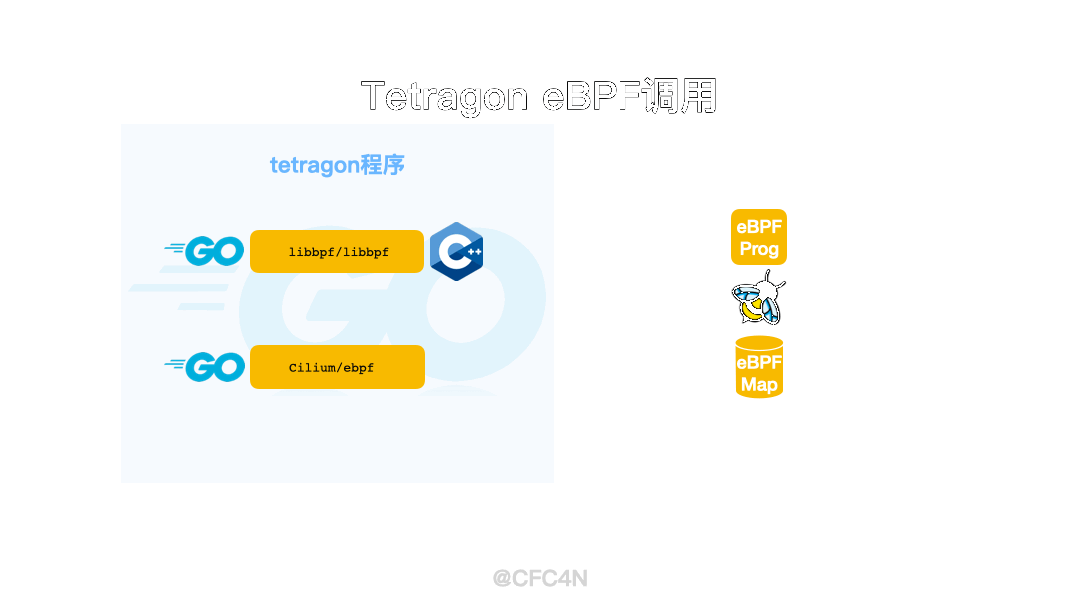 Tetragon eBPF调用
tetragon程序
GO
libbpf/libbpf
C++
GO
Cilium/ebpf
GO
eBPF
Prog
eBPF
Map
@CFC4N